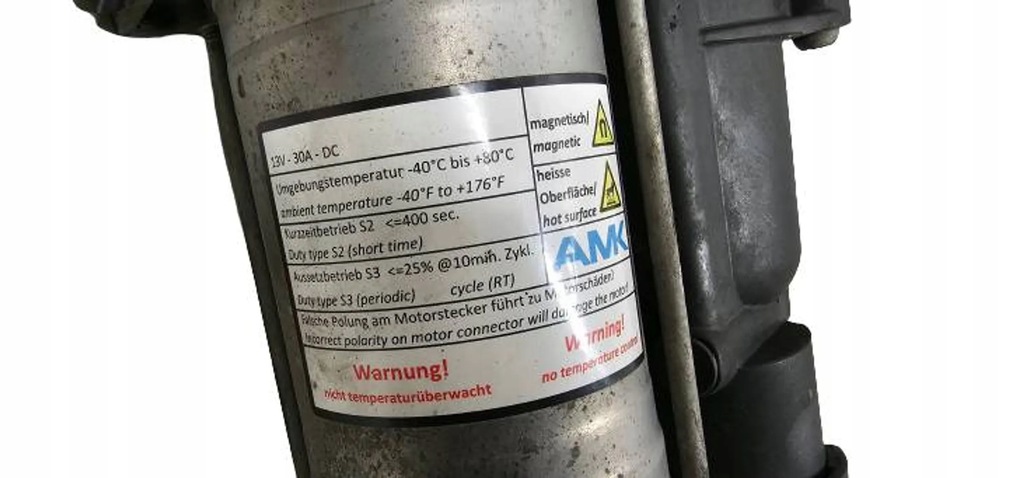 13V - 30A - DC
Umgebungstemperatur -40°C bis +80°C
ambient temperature -40°F to +176°F
Kurzzeitbetrieb S2 <=400 sec.
Duty type S2 (short time)
Aussetzbetrieb S3 <=25% @10min. Zykl.
Duty type S3 (periodic) cycle (RT)
Falsche Polung am Motorstecker führt zu Motorschäden!
Incorrect polarity on motor connector will damage the motor!
Warnung!
nicht temperaturüberwacht
Warning!
no temperature control
magnetisch/
magnetic
heisse
Oberfläche/
hot surface
AMK